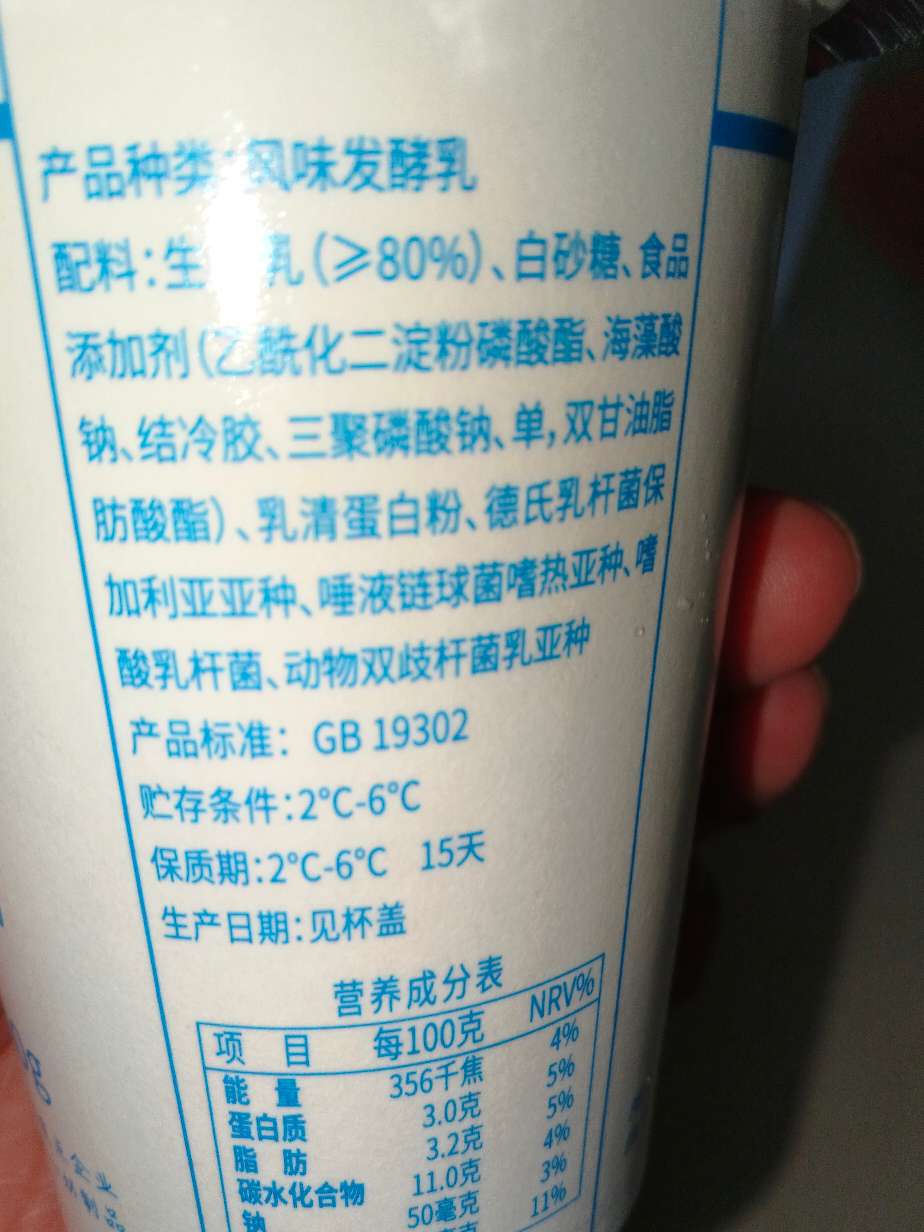 产品种类：风味发酵乳
配料：生 乳（≥80%）、白砂糖、食品
添加剂（乙酰化二淀粉磷酸酯、海藻酸
钠、结冷胶、三聚磷酸钠、单，双甘油脂
肪酸酯）、乳清蛋白粉、德氏乳杆菌保
加利亚亚种、唾液链球菌嗜热亚种、嗜
酸乳杆菌、动物双歧杆菌乳亚种
产品标准：GB 19302
贮存条件：2℃-6℃
保质期：2℃-6℃ 15天
生产日期：见杯盖
营养成分表
项 目 每100克 NRV%
能 量 356千焦 4%
蛋白质 3.0克 5%
脂 肪 3.2克 5%
碳水化合物 11.0克 4%
钠 50毫克 3%
11%
0g
企业
制品